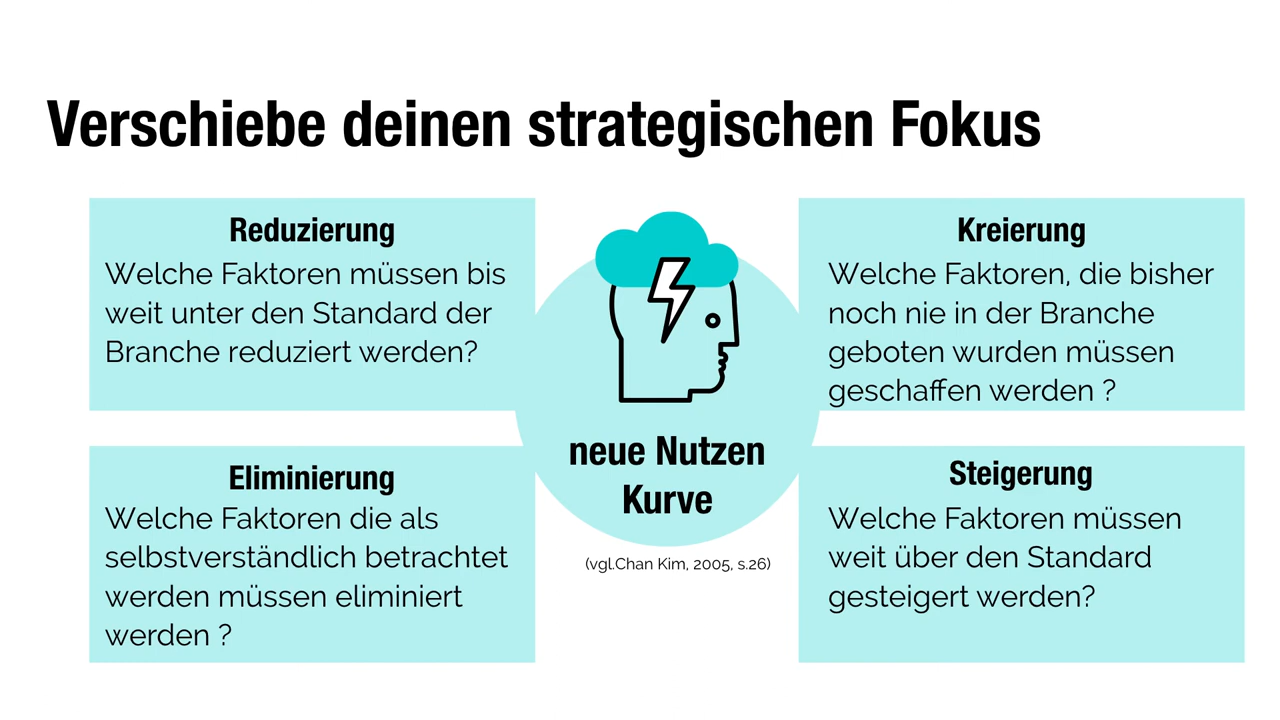 Verschiebe deinen strategischen Fokus
Reduzierung
Welche Faktoren müssen bis
weit unter den Standard der
Branche reduziert werden?
Kreierung
Welche Faktoren, die bisher
noch nie in der Branche
geboten wurden müssen
geschaffen werden ?
neue Nutzen
Kurve
(vgl.Chan Kim, 2005, s.26)
Eliminierung
Welche Faktoren die als
selbstverständlich betrachtet
werden müssen eliminiert
werden ?
Steigerung
Welche Faktoren müssen
weit über den Standard
gesteigert werden?